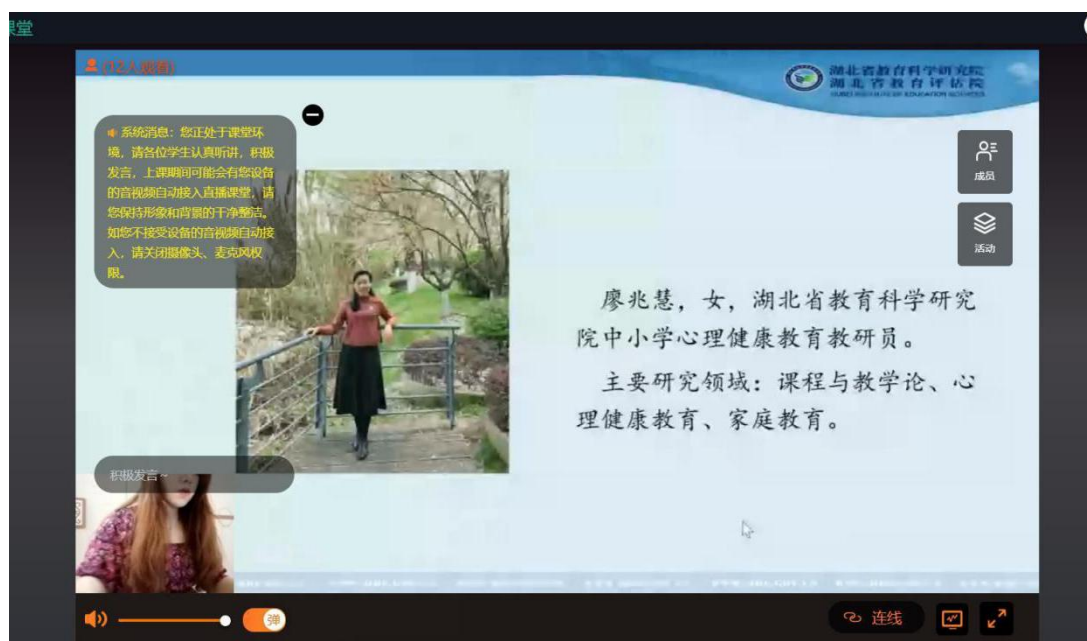 课堂
湖北省教育科学研究院
湖北省教育评估院
系统消息：您正处于课堂环
境，请各位学生认真听讲，积极
发言，上课期间可能会有您设备
的音视频自动接入直播课堂，请
您保持形象和背景的干净整洁。
如您不接受设备的音视频自动接
入，请关闭摄像头、麦克风权
限。
成员
活动
廖兆慧，女，湖北省教育科学研究
院中小学心理健康教育教研员。
主要研究领域：课程与教学论、心
理健康教育、家庭教育。
积极发言~
弹
连线